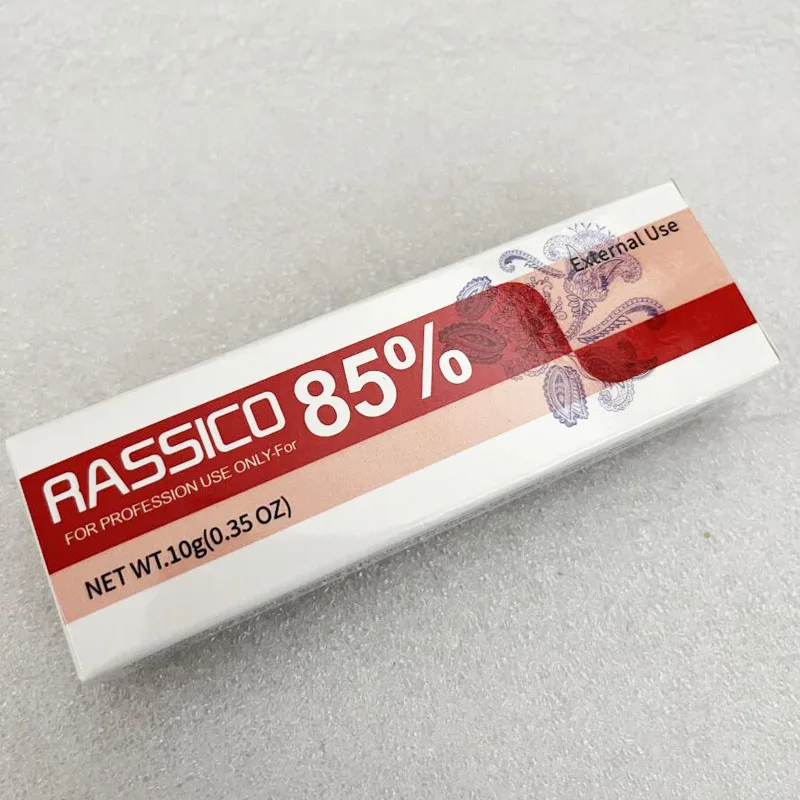 External Use
RASSICO 85%
FOR PROFESSION USE ONLY-For
NET WT.10g(0.35 OZ)